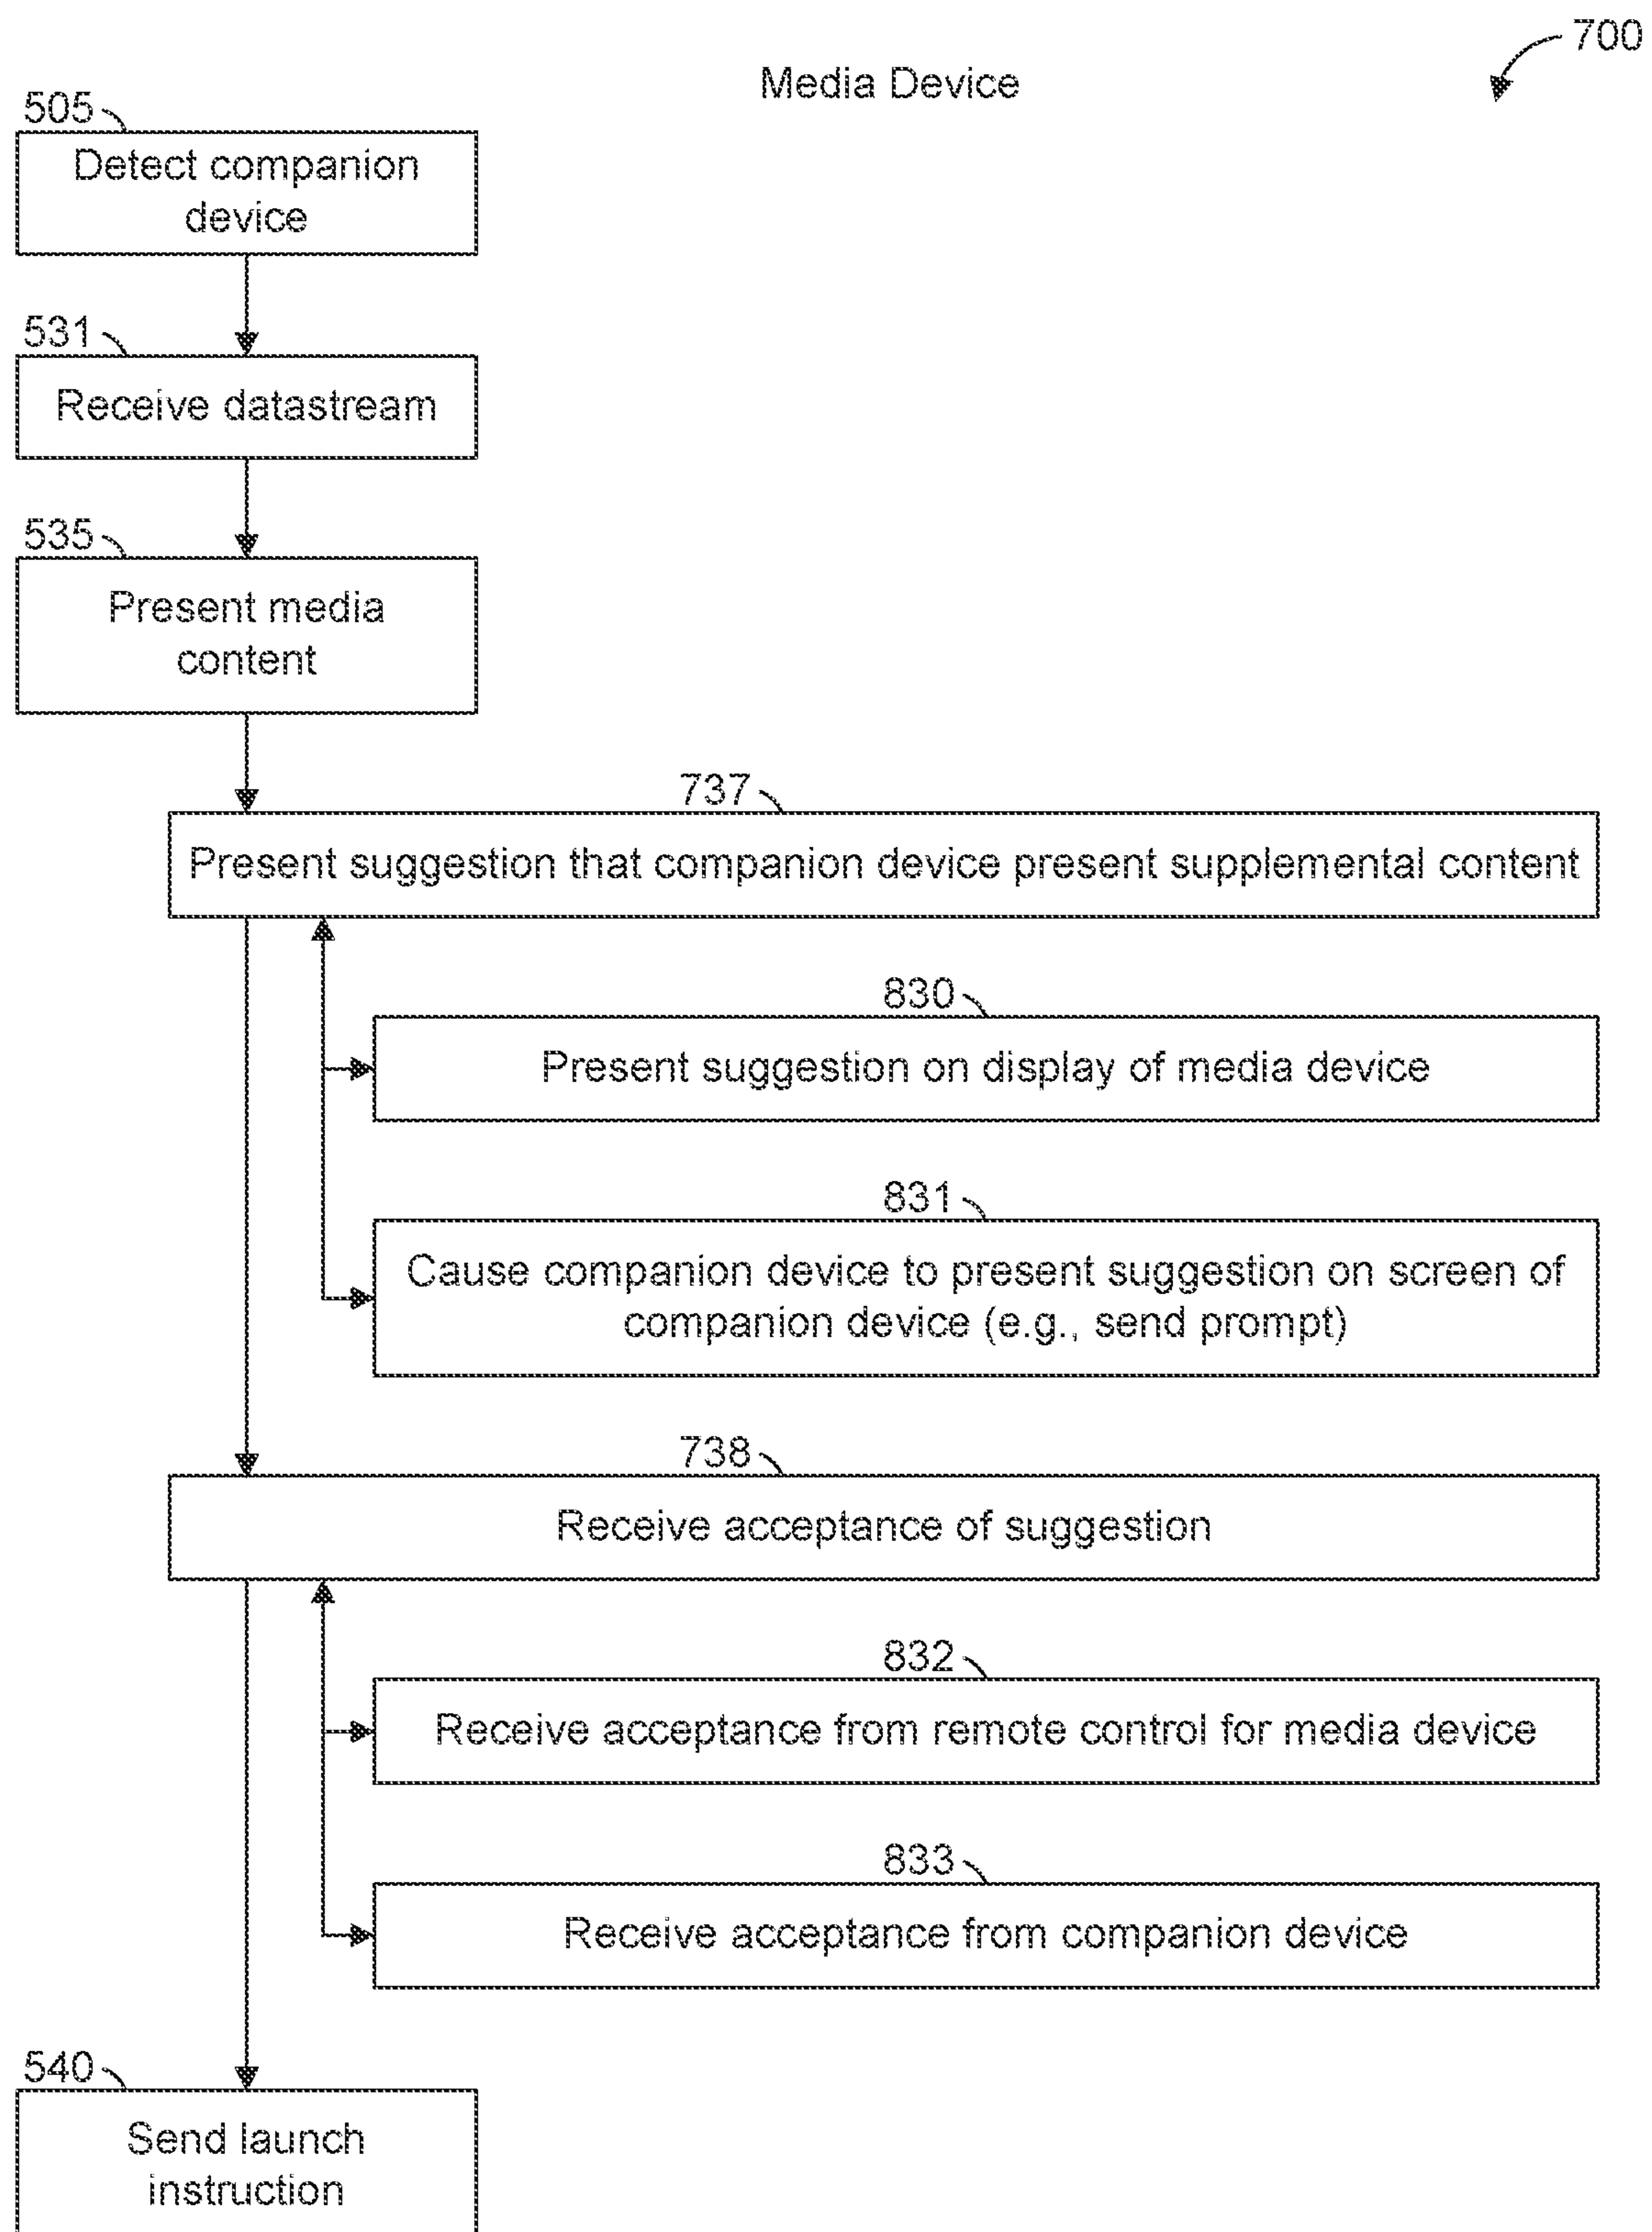 700
Media Device
505
Detect companion
device
531
Receive datastream
535
Present media
content
737
Present suggestion that companion device present supplemental content
830
Present suggestion on display of media device
831
Cause companion device to present suggestion on screen of
companion device (e.g., send prompt)
738
Receive acceptance of suggestion
832
Receive acceptance from remote control for media device
833
Receive acceptance from companion device
540
Send launch
instruction